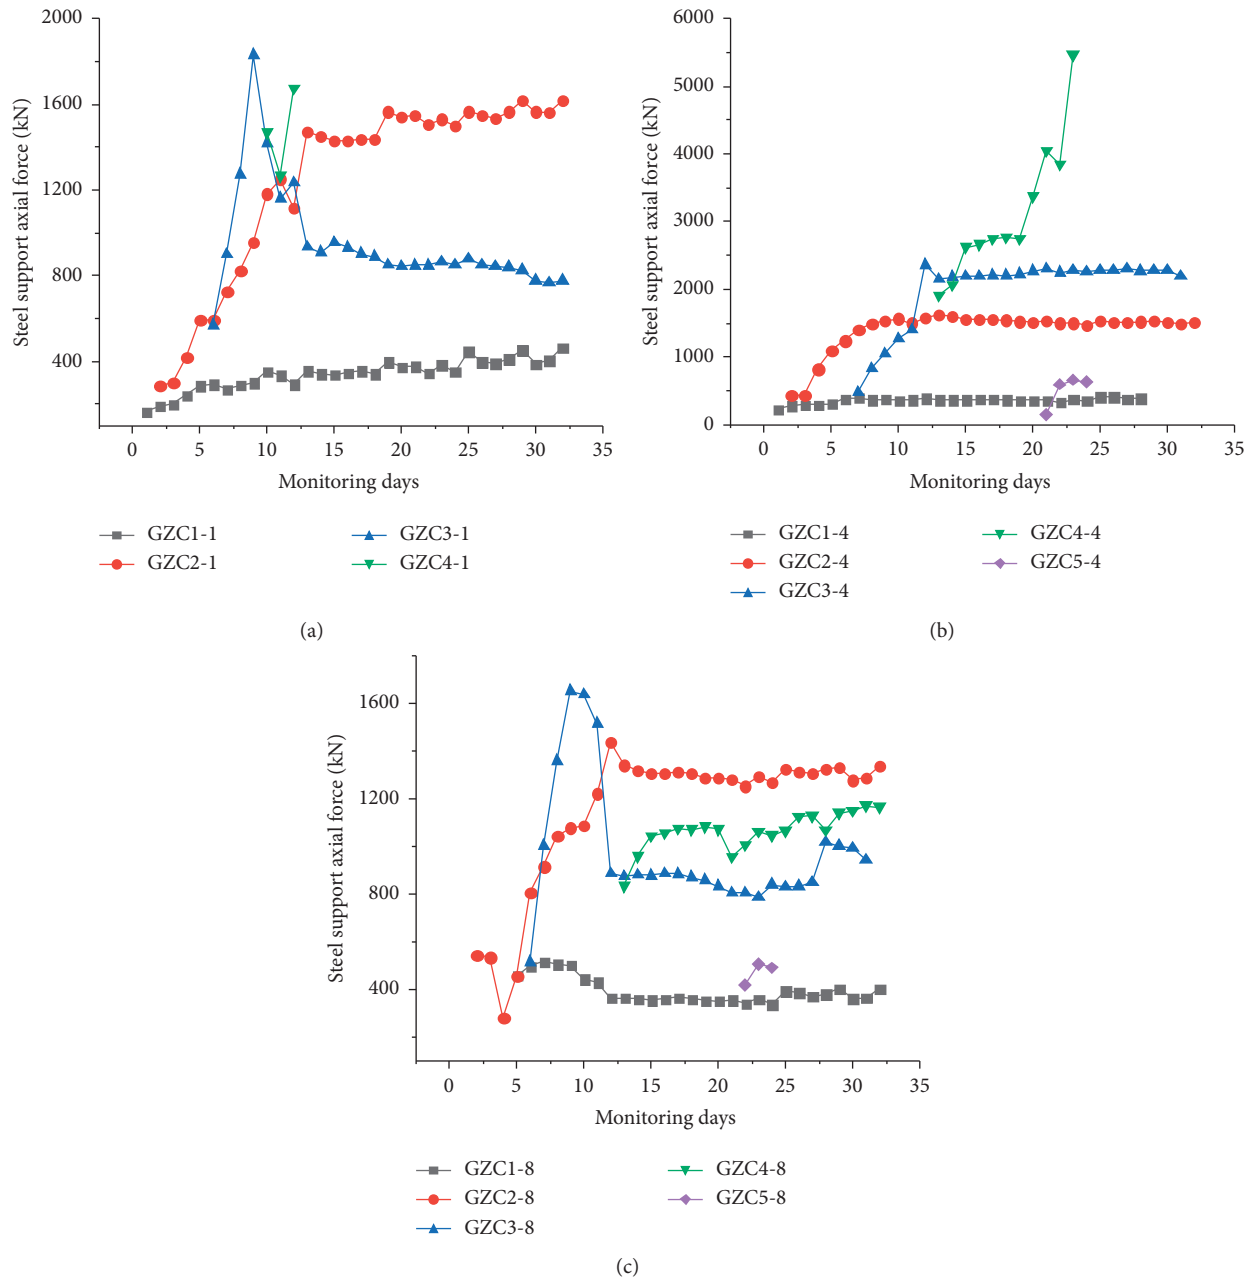 2000
1600
1200
800
400
Steel support axial force (kN)
0 5 10 15 20 25 30 35
Monitoring days
GZC1-1
GZC2-1
GZC3-1
GZC4-1
(a)
6000
5000
4000
3000
2000
1000
0
Steel support axial force (kN)
0 5 10 15 20 25 30 35
Monitoring days
GZC1-4
GZC2-4
GZC3-4
GZC4-4
GZC5-4
(b)
1600
1200
800
400
Steel support axial force (kN)
0 5 10 15 20 25 30 35
Monitoring days
GZC1-8
GZC2-8
GZC3-8
GZC4-8
GZC5-8
(c)